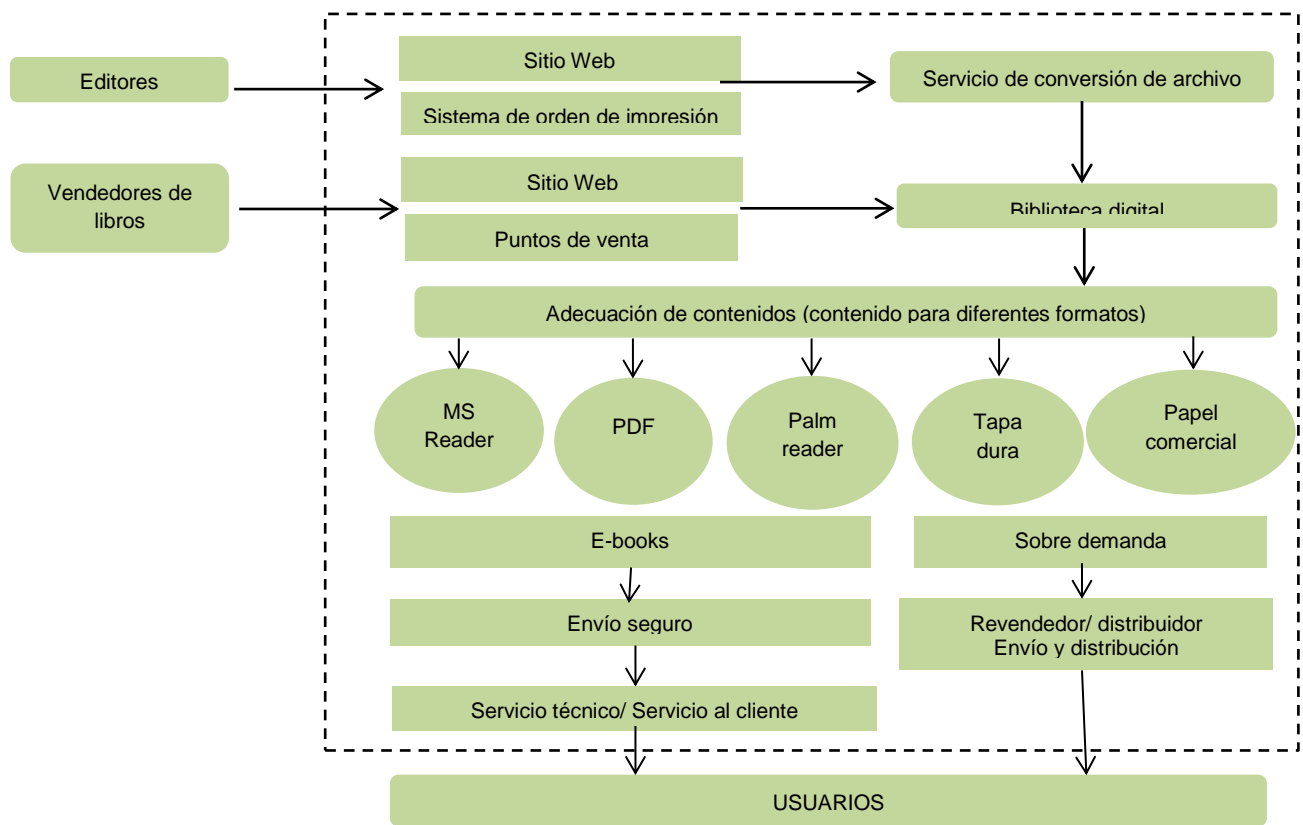 Editores
Sitio Web
Sistema de orden de impresión
Servicio de conversión de archivo
Vendedores de
libros
Sitio Web
Puntos de venta
Biblioteca digital
Adecuación de contenidos (contenido para diferentes formatos)
MS
Reader
PDF
Palm
reader
Tapa
dura
Papel
comercial
E-books
Sobre demanda
Envío seguro
Revendedor/ distribuidor
Envío y distribución
Servicio técnico/ Servicio al cliente
USUARIOS